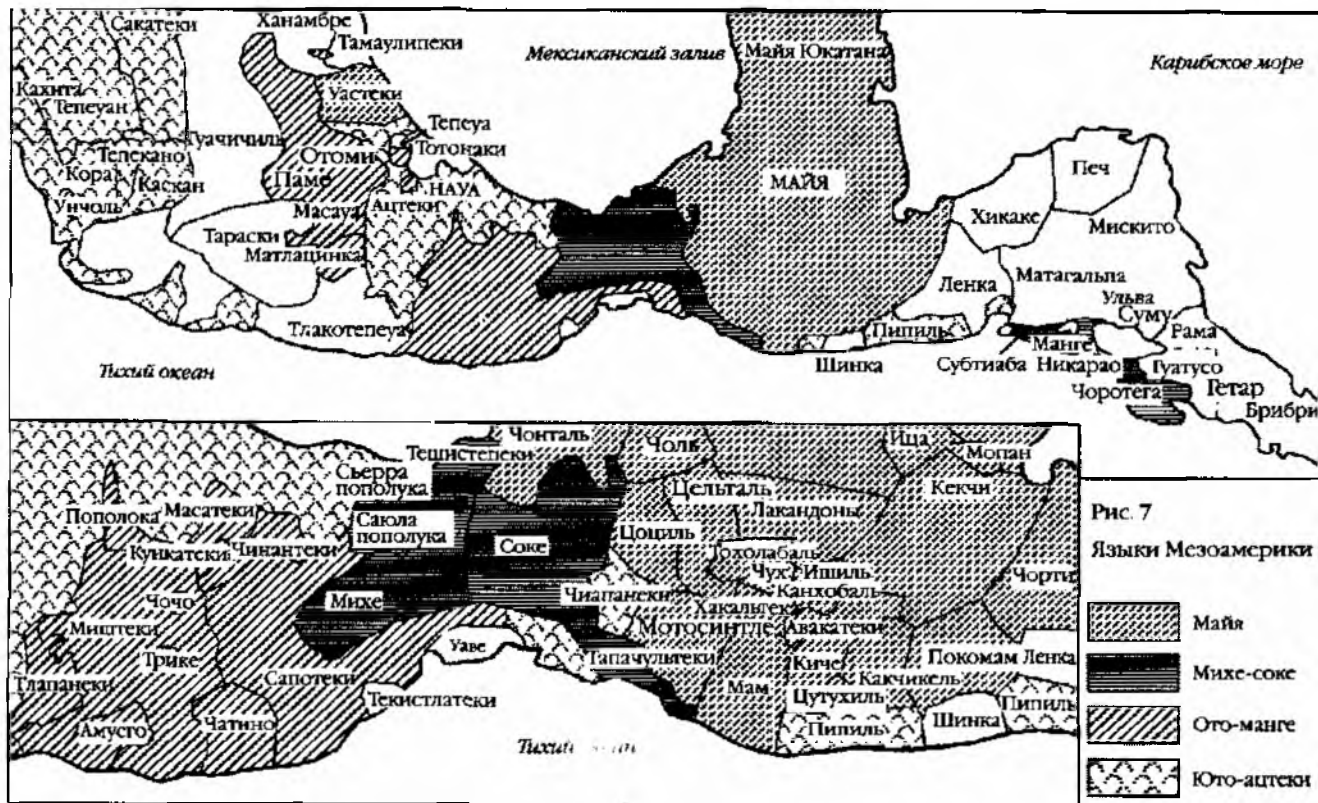 Сакатеки
Ханамбре
Тамаулипеки
Мексиканский залив
Майя Юкатана
Карибское море
Кахита
Тепеуан
Уастеки
Тепеуа
Гуачичиль
Отоми
Тотонаки
Тепекано
Кора
Каскан
Паме
НАУА
Ацтеки
МАЙЯ
Печ
Хикаке
Мискито
Уичоль
Масауа
Тараски
Матлацинка
Ленка
Матагальпа
Ульва
Суму
Рама
Тлакотепеуа
Пипиль
Шинка
Субтиаба
Манге
Никарао
Гуатусо
Чоротега
Гетар
Брибри
Тихий океан
Чонталь
Тешистепеки
Чоль
Ица
Мопан
Сьерра
пополука
Цельталь
Кекчи
Лакандоны
Пополока
Масатеки
Саюла
пополука
Соке
Цоциль
Куикатеки
Чинантеки
Тохолабаль
Чух
Ишиль
Чорти
Чочо
Михе
Чиапанеки
Канхобаль
Хакальтека
Миштеки
Мотосинтле
Авакатеки
Трике
Уаве
Тапачультеки
Киче
Покомам
Ленка
Тлапанеки
Сапотеки
Какчикель
Мам
Цутухиль
Текистлатеки
Амусго
Чатино
Пипиль
Шинка
Пипиль
Тихий
Рис. 7
Языки Мезоамерики
Майя
Михе-соке
Ото-манге
Юто-ацтеки